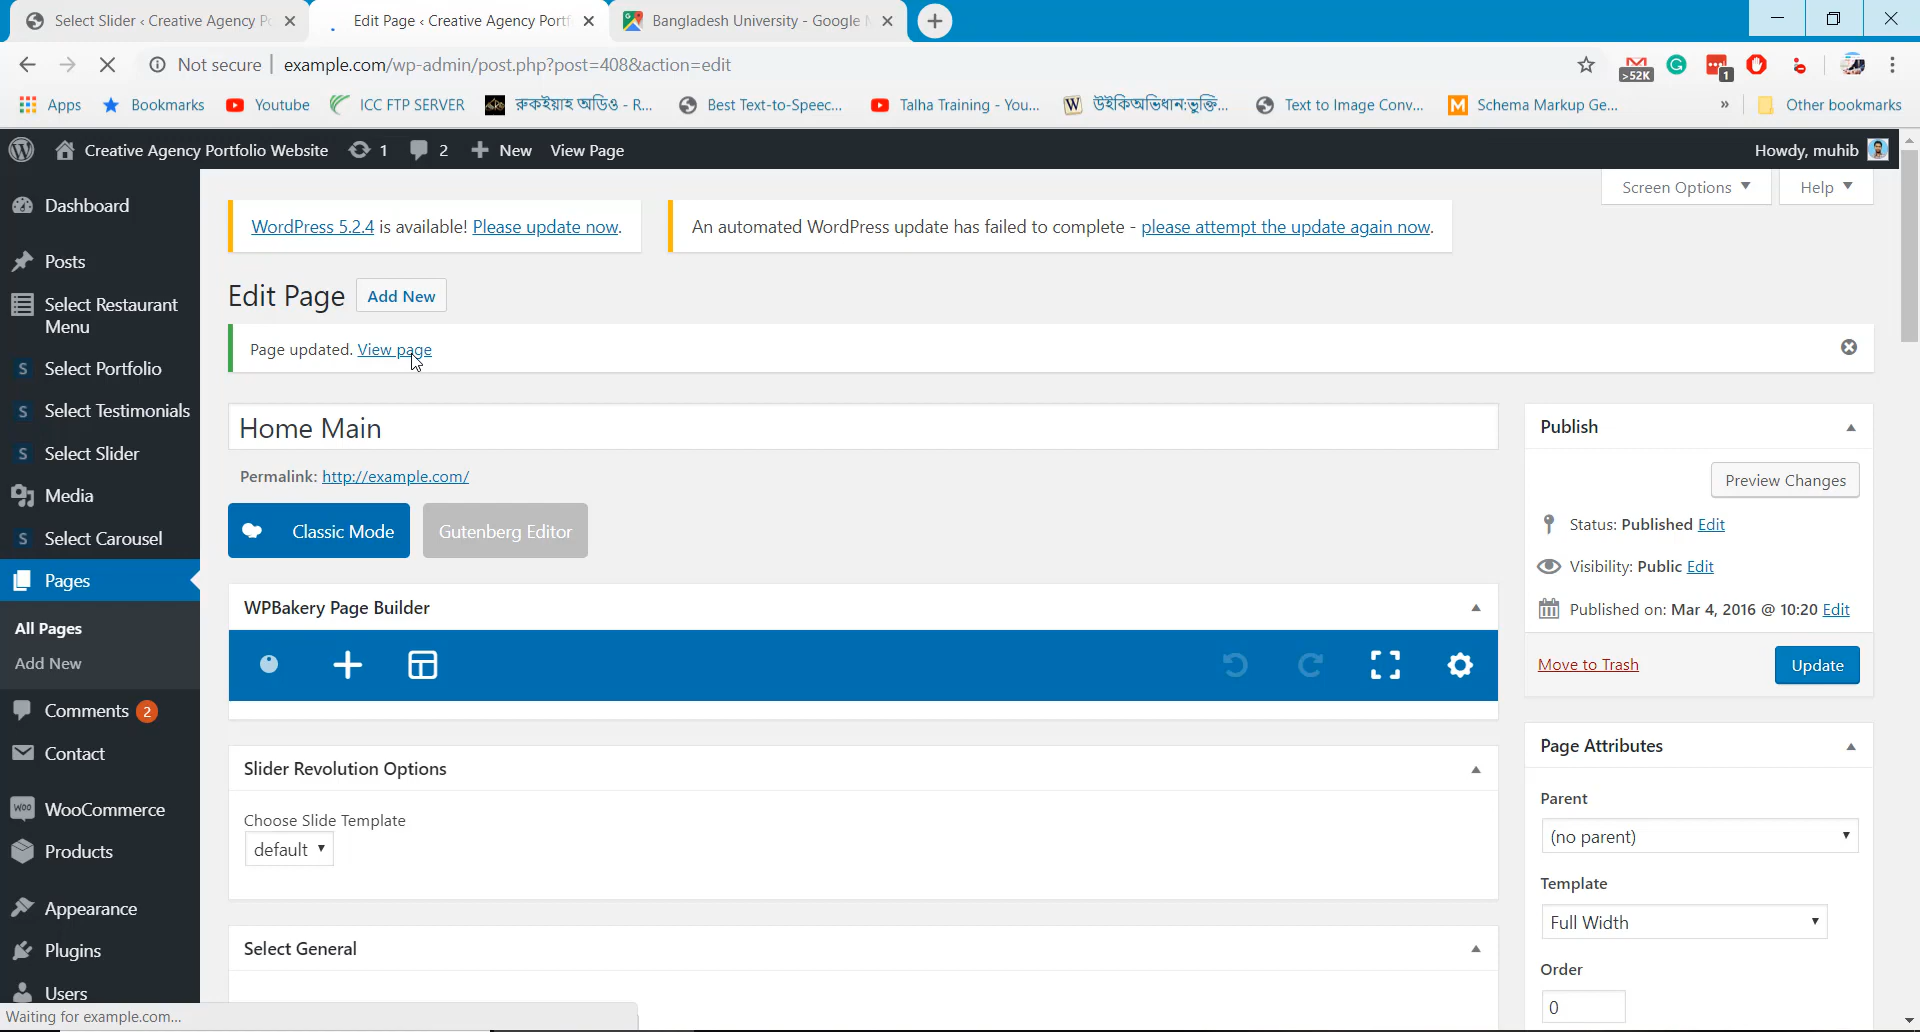 Select Slider ‹ Creative Agency Po
Edit Page ‹ Creative Agency Portf
Bangladesh University - Google M
Not secure
example.com/wp-admin/post.php?post=408&action=edit
>52K
1
Apps
Bookmarks
Youtube
ICC FTP SERVER
রুকইয়াহ অডিও - R...
Best Text-to-Speec...
Talha Training - You...
উইকিঅভিধান:ভুক্তি...
Text to Image Conv...
Schema Markup Ge...
»
Other bookmarks
Creative Agency Portfolio Website
1
2
New
View Page
Howdy, muhib
Screen Options
Help
Dashboard
Posts
Select Restaurant
Menu
Select Portfolio
Select Testimonials
Select Slider
Media
Select Carousel
Pages
All Pages
Add New
Comments 2
Contact
WooCommerce
Products
Appearance
Plugins
Users
WordPress 5.2.4 is available! Please update now.
An automated WordPress update has failed to complete - please attempt the update again now.
Edit Page
Add New
Page updated. View page
Home Main
Permalink: http://example.com/
Classic Mode
Gutenberg Editor
WPBakery Page Builder
Slider Revolution Options
Choose Slide Template
default
Select General
Publish
Preview Changes
Status: Published Edit
Visibility: Public Edit
Published on: Mar 4, 2016 @ 10:20 Edit
Move to Trash
Update
Page Attributes
Parent
(no parent)
Template
Full Width
Order
0
Waiting for example.com...